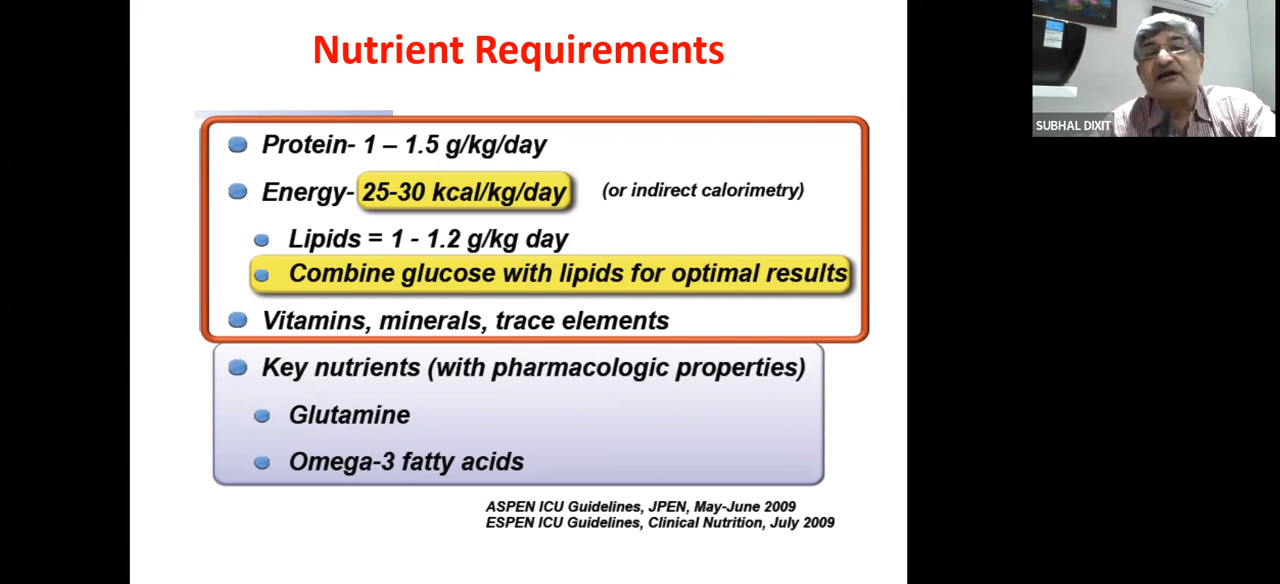 Nutrient Requirements
SUBHAL DIXIT
Protein- 1 – 1.5 g/kg/day
Energy- 25-30 kcal/kg/day (or indirect calorimetry)
Lipids = 1 - 1.2 g/kg day
Combine glucose with lipids for optimal results
Vitamins, minerals, trace elements
Key nutrients (with pharmacologic properties)
Glutamine
Omega-3 fatty acids
ASPEN ICU Guidelines, JPEN, May-June 2009
ESPEN ICU Guidelines, Clinical Nutrition, July 2009